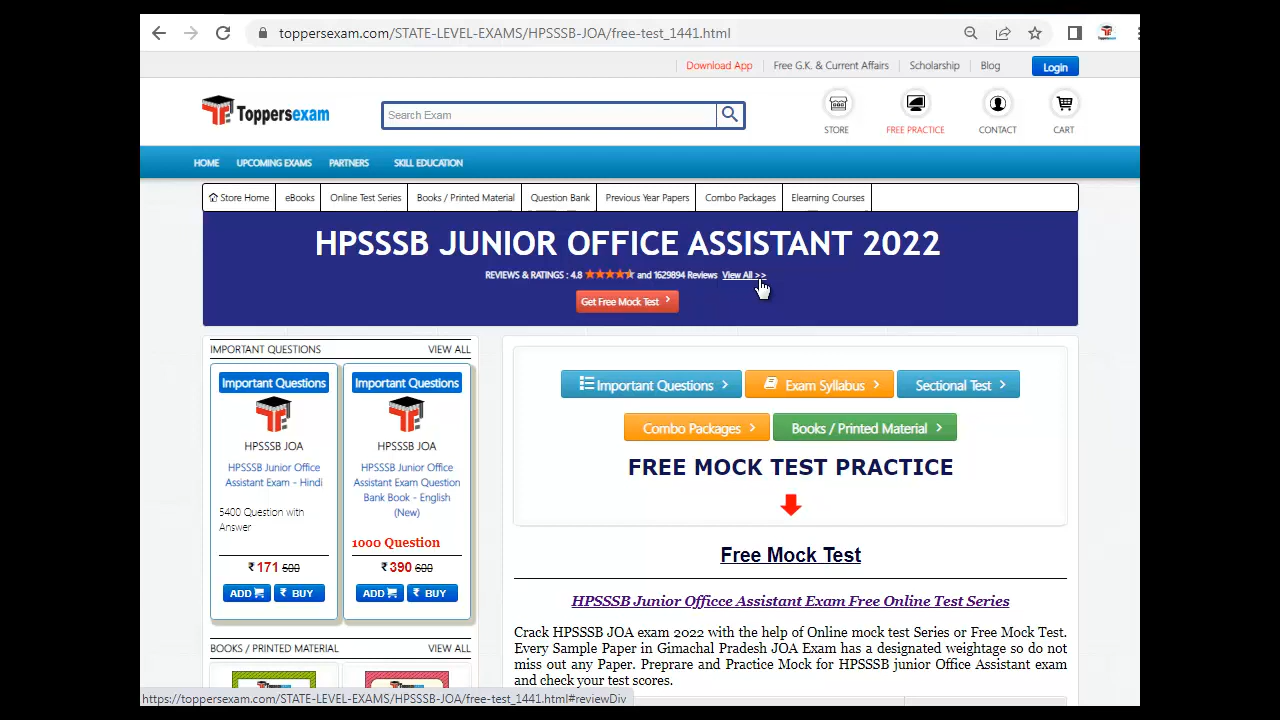 toppersexam.com/STATE-LEVEL-EXAMS/HPSSSB-JOA/free-test_1441.html
Download App
Free G.K. & Current Affairs
Scholarship
Blog
Login
Toppersexam
Search Exam
STORE
FREE PRACTICE
CONTACT
CART
HOME
UPCOMING EXAMS
PARTNERS
SKILL EDUCATION
Store Home
eBooks
Online Test Series
Books / Printed Material
Question Bank
Previous Year Papers
Combo Packages
Elearning Courses
HPSSSB JUNIOR OFFICE ASSISTANT 2022
REVIEWS & RATINGS : 4.8 ★★★★★ and 1629894 Reviews View All >>
Get Free Mock Test >
IMPORTANT QUESTIONS
VIEW ALL
Important Questions
HPSSSB JOA
HPSSSB Junior Office
Assistant Exam - Hindi
5400 Question with
Answer
₹ 171 500
ADD
₹ BUY
Important Questions
HPSSSB JOA
HPSSSB Junior Office
Assistant Exam Question
Bank Book - English
(New)
1000 Question
₹ 390 600
ADD
₹ BUY
BOOKS / PRINTED MATERIAL
VIEW ALL
Important Questions >
Exam Syllabus >
Sectional Test >
Combo Packages >
Books / Printed Material >
FREE MOCK TEST PRACTICE
Free Mock Test
HPSSSB Junior Officce Assistant Exam Free Online Test Series
Crack HPSSSB JOA exam 2022 with the help of Online mock test Series or Free Mock Test.
Every Sample Paper in Gimachal Pradesh JOA Exam has a designated weightage so do not
miss out any Paper. Preprare and Practice Mock for HPSSSB junior Office Assistant exam
and check your test scores.
https://toppersexam.com/STATE-LEVEL-EXAMS/HPSSSB-JOA/free-test_1441.html#reviewDiv